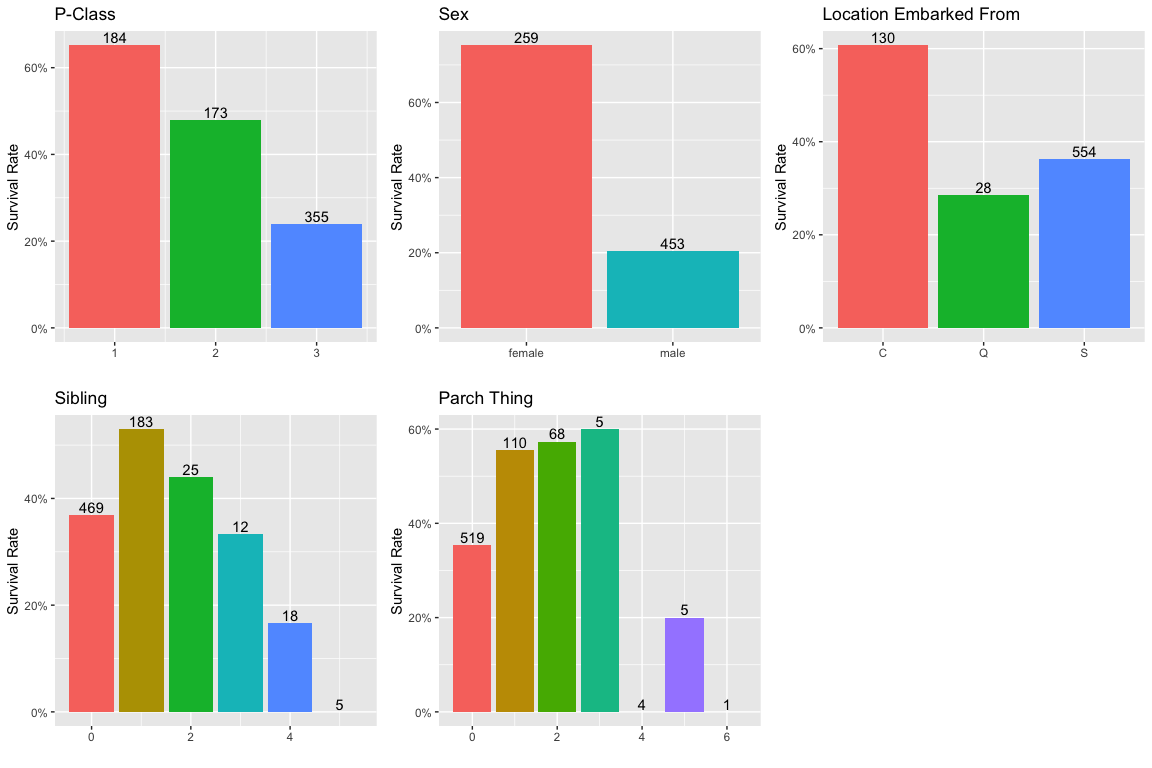 P-Class
184
173
355
60%
40%
20%
0%
1 2 3
Survival Rate
Sex
259
453
60%
40%
20%
0%
female male
Survival Rate
Location Embarked From
130
28
554
60%
40%
20%
0%
C Q S
Survival Rate
Sibling
469
183
25
12
18
5
40%
20%
0%
0 2 4
Survival Rate
Parch Thing
519
110
68
5
4
5
1
60%
40%
20%
0%
0 2 4 6
Survival Rate